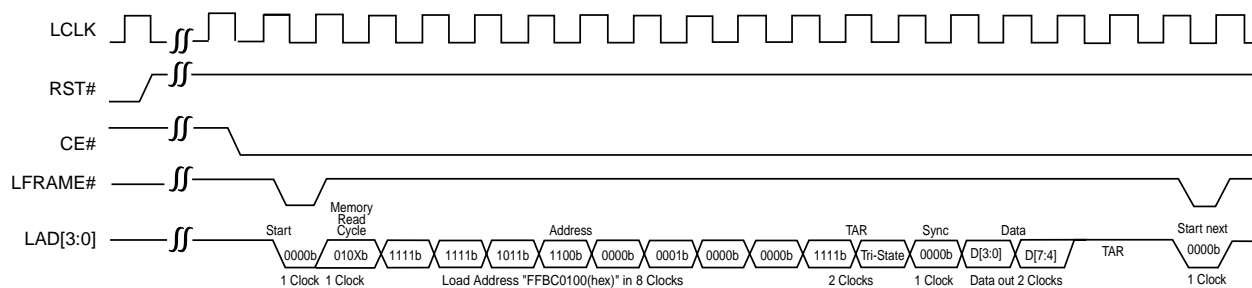 LCLK
RST#
CE#
LFRAME#
Memory
Read
Start Cycle Address TAR Sync Data Start next
LAD[3:0] 0000b 010Xb 1111b 1111b 1011b 1100b 0000b 0001b 0000b 0000b 1111b Tri-State 0000b D[3:0] D[7:4] TAR 0000b
1 Clock 1 Clock Load Address "FFBC0100(hex)" in 8 Clocks 2 Clocks 1 Clock Data out 2 Clocks 1 Clock